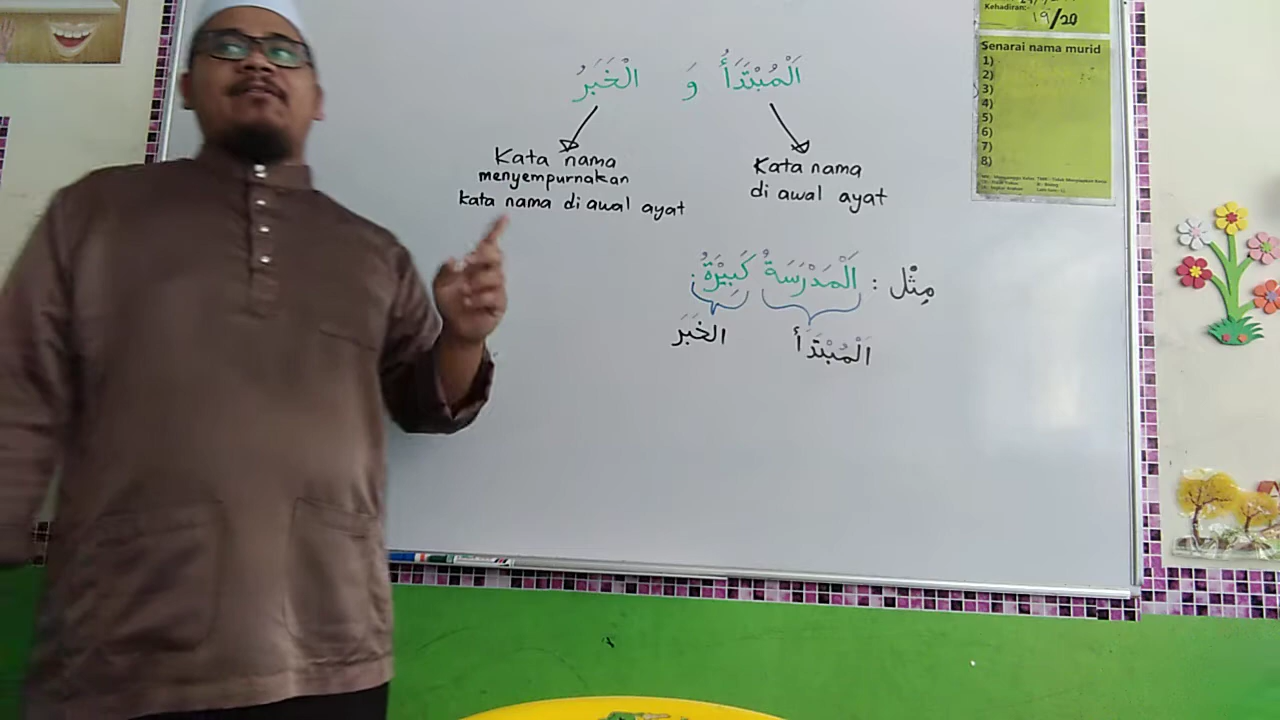 اَلْمُبْتَدَأُ وَ الْخَبَرُ
Kata nama
di awal ayat
Kata nama
menyempurnakan
kata nama di awal ayat
مِثْل : اَلْمَدْرَسَةُ كَبِيْرَةٌ.
اَلْمُبْتَدَأ
الخَبَرَ
Kehadiran:-
19/20
Senarai nama murid
1)
2)
3)
4)
5)
6)
7)
8)